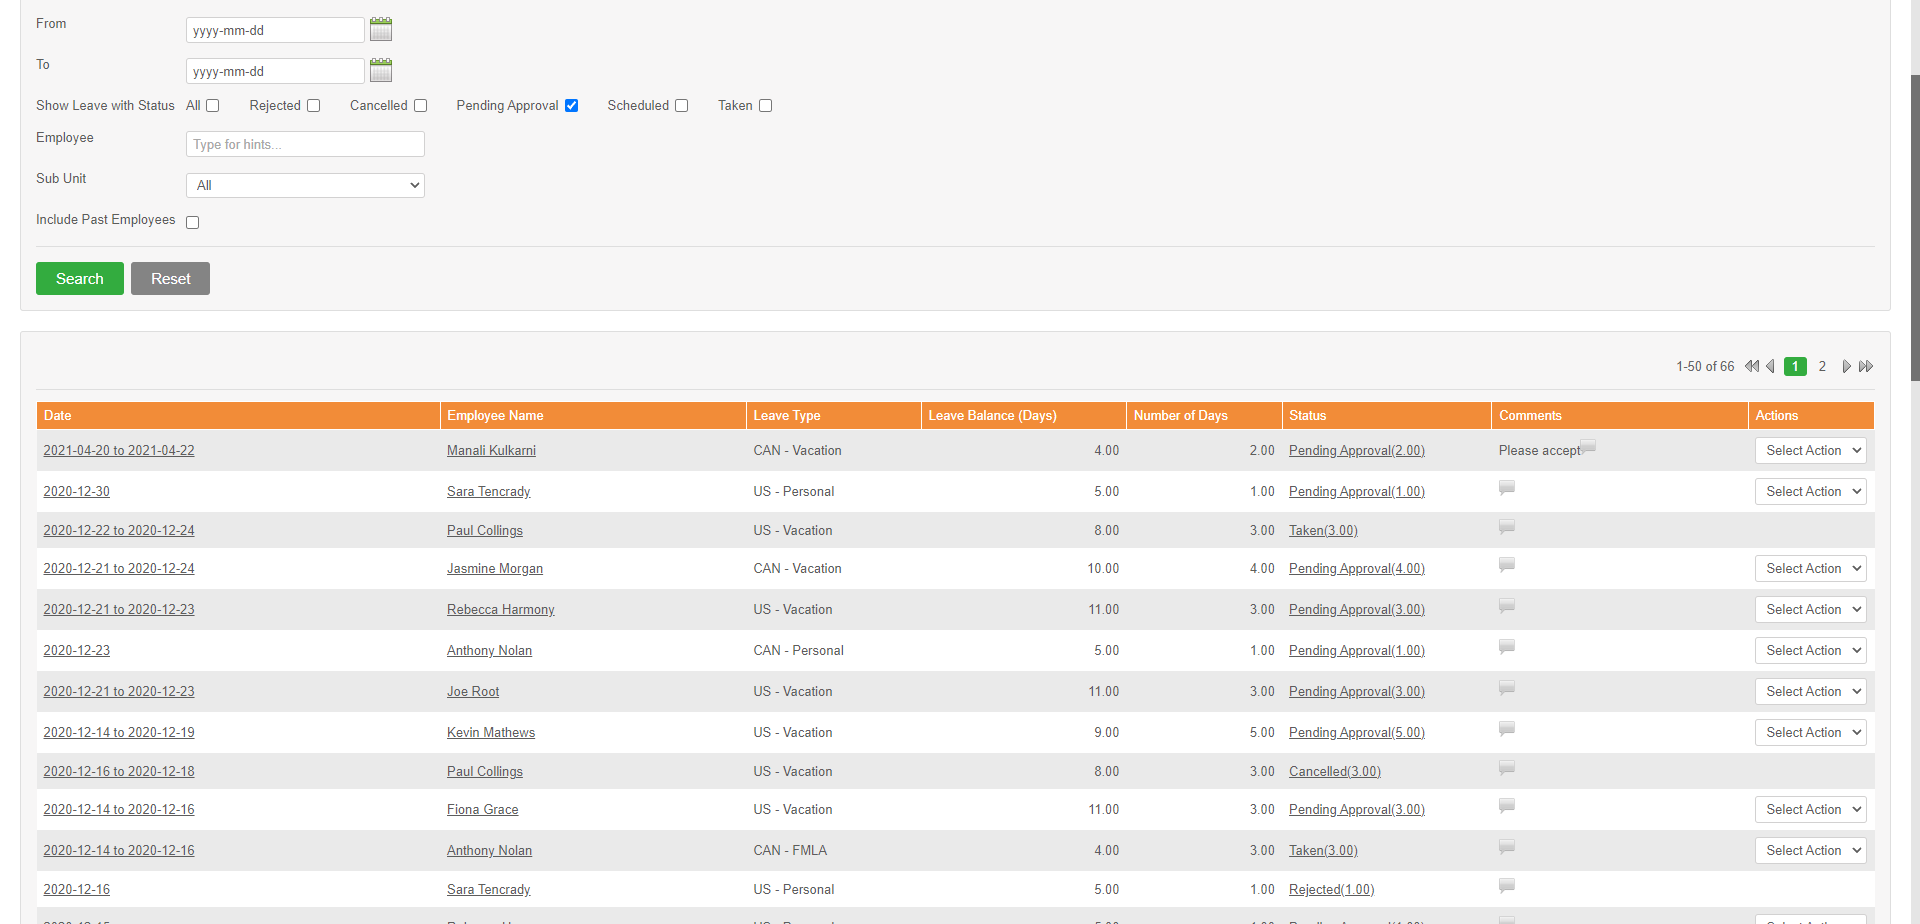 From
yyyy-mm-dd
To
yyyy-mm-dd
Show Leave with Status All Rejected Cancelled Pending Approval Scheduled Taken
Employee
Type for hints...
Sub Unit
All
Include Past Employees
Search Reset
1-50 of 66 1 2
Date Employee Name Leave Type Leave Balance (Days) Number of Days Status Comments Actions
2021-04-20 to 2021-04-22 Manali Kulkarni CAN - Vacation 4.00 2.00 Pending Approval(2.00) Please accept Select Action
2020-12-30 Sara Tencrady US - Personal 5.00 1.00 Pending Approval(1.00) Select Action
2020-12-22 to 2020-12-24 Paul Collings US - Vacation 8.00 3.00 Taken(3.00)
2020-12-21 to 2020-12-24 Jasmine Morgan CAN - Vacation 10.00 4.00 Pending Approval(4.00) Select Action
2020-12-21 to 2020-12-23 Rebecca Harmony US - Vacation 11.00 3.00 Pending Approval(3.00) Select Action
2020-12-23 Anthony Nolan CAN - Personal 5.00 1.00 Pending Approval(1.00) Select Action
2020-12-21 to 2020-12-23 Joe Root US - Vacation 11.00 3.00 Pending Approval(3.00) Select Action
2020-12-14 to 2020-12-19 Kevin Mathews US - Vacation 9.00 5.00 Pending Approval(5.00) Select Action
2020-12-16 to 2020-12-18 Paul Collings US - Vacation 8.00 3.00 Cancelled(3.00)
2020-12-14 to 2020-12-16 Fiona Grace US - Vacation 11.00 3.00 Pending Approval(3.00) Select Action
2020-12-14 to 2020-12-16 Anthony Nolan CAN - FMLA 4.00 3.00 Taken(3.00) Select Action
2020-12-16 Sara Tencrady US - Personal 5.00 1.00 Rejected(1.00)